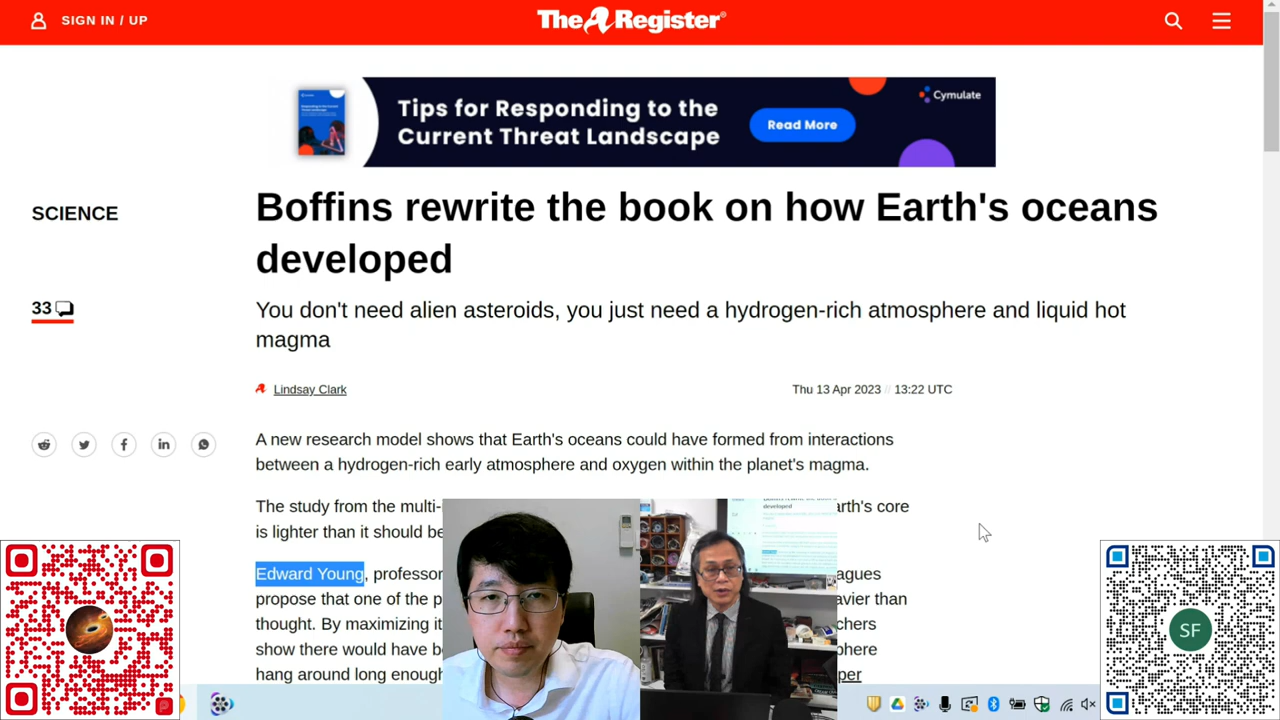 SIGN IN / UP
The Register®
Tips for Responding to the
Current Threat Landscape
Read More
Cymulate
SCIENCE
Boffins rewrite the book on how Earth's oceans
developed
33
You don't need alien asteroids, you just need a hydrogen-rich atmosphere and liquid hot
magma
Lindsay Clark
Thu 13 Apr 2023 // 13:22 UTC
A new research model shows that Earth's oceans could have formed from interactions
between a hydrogen-rich early atmosphere and oxygen within the planet's magma.
The study from the multi- arth's core
is lighter than it should be
Edward Young, professor agues
propose that one of the p avier than
thought. By maximizing it chers
show there would have b phere
hang around long enough per
SF